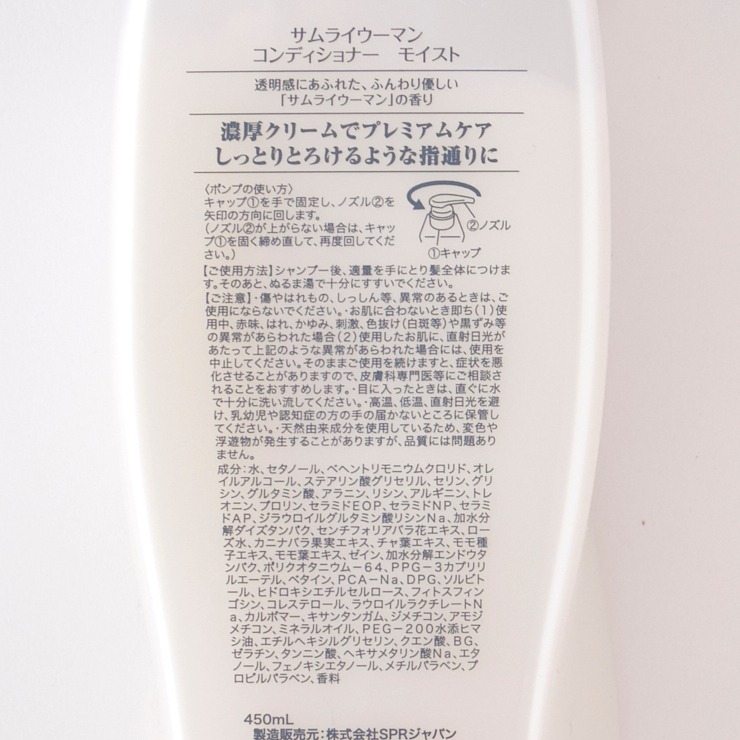 サムライウーマン
コンディショナー　モイスト
透明感にあふれた、ふんわり優しい
「サムライウーマン」の香り
濃厚クリームでプレミアムケア
しっとりとろけるような指通りに
〈ポンプの使い方〉
キャップ①を手で固定し、ノズル②を
矢印の方向に回します。
(ノズル②が上がらない場合は、キャッ
プ①を固く締め直して、再度回してくだ
さい。)
②ノズル
①キャップ
【ご使用方法】シャンプー後、適量を手にとり髪全体につけま
す。そのあと、ぬるま湯で十分にすすいでください。
【ご注意】・傷やはれもの、しっしん等、異常のあるときは、ご
使用にならないでください。・お肌に合わないとき即ち(1)使
用中、赤味、はれ、かゆみ、刺激、色抜け(白斑等)や黒ずみ等
の異常があらわれた場合(2)使用したお肌に、直射日光が
あたって上記のような異常があらわれた場合には、使用を
中止してください。そのままご使用を続けますと、症状を悪
化させることがありますので、皮膚科専門医等にご相談さ
れることをおすすめします。・目に入ったときは、直ぐに水
で十分に洗い流してください。・高温、低温、直射日光を避
け、乳幼児や認知症の方の手の届かないところに保管し
てください。・天然由来成分を使用しているため、変色や
浮遊物が発生することがありますが、品質には問題あり
ません。
成分:水、セタノール、ベヘントリモニウムクロリド、オレ
イルアルコール、ステアリン酸グリセリル、セリン、グリ
シン、グルタミン酸、アラニン、リシン、アルギニン、トレ
オニン、プロリン、セラミドEOP、セラミドNP、セラミ
ドAP、ジラウロイルグルタミン酸リシンNa、加水分
解ダイズタンパク、センチフォリアバラ花エキス、ロー
ズ水、カニナバラ果実エキス、チャ葉エキス、モモ種
子エキス、モモ葉エキス、ゼイン、加水分解エンドウタ
ンパク、ポリクオタニウム－64、PPG－3カプリリ
ルエーテル、ベタイン、PCA－Na、DPG、ソルビト
ール、ヒドロキシエチルセルロース、フィトスフィン
ゴシン、コレステロール、ラウロイルラクチレートN
a、カルボマー、キサンタンガム、ジメチコン、アモジ
メチコン、ミネラルオイル、PEG－200水添ヒマ
シ油、エチルヘキシルグリセリン、クエン酸、BG、
ゼラチン、タンニン酸、ヘキサメタリン酸Na、エタ
ノール、フェノキシエタノール、メチルパラベン、プ
ロピルパラベン、香料
450mL
製造販売元:株式会社SPRジャパン